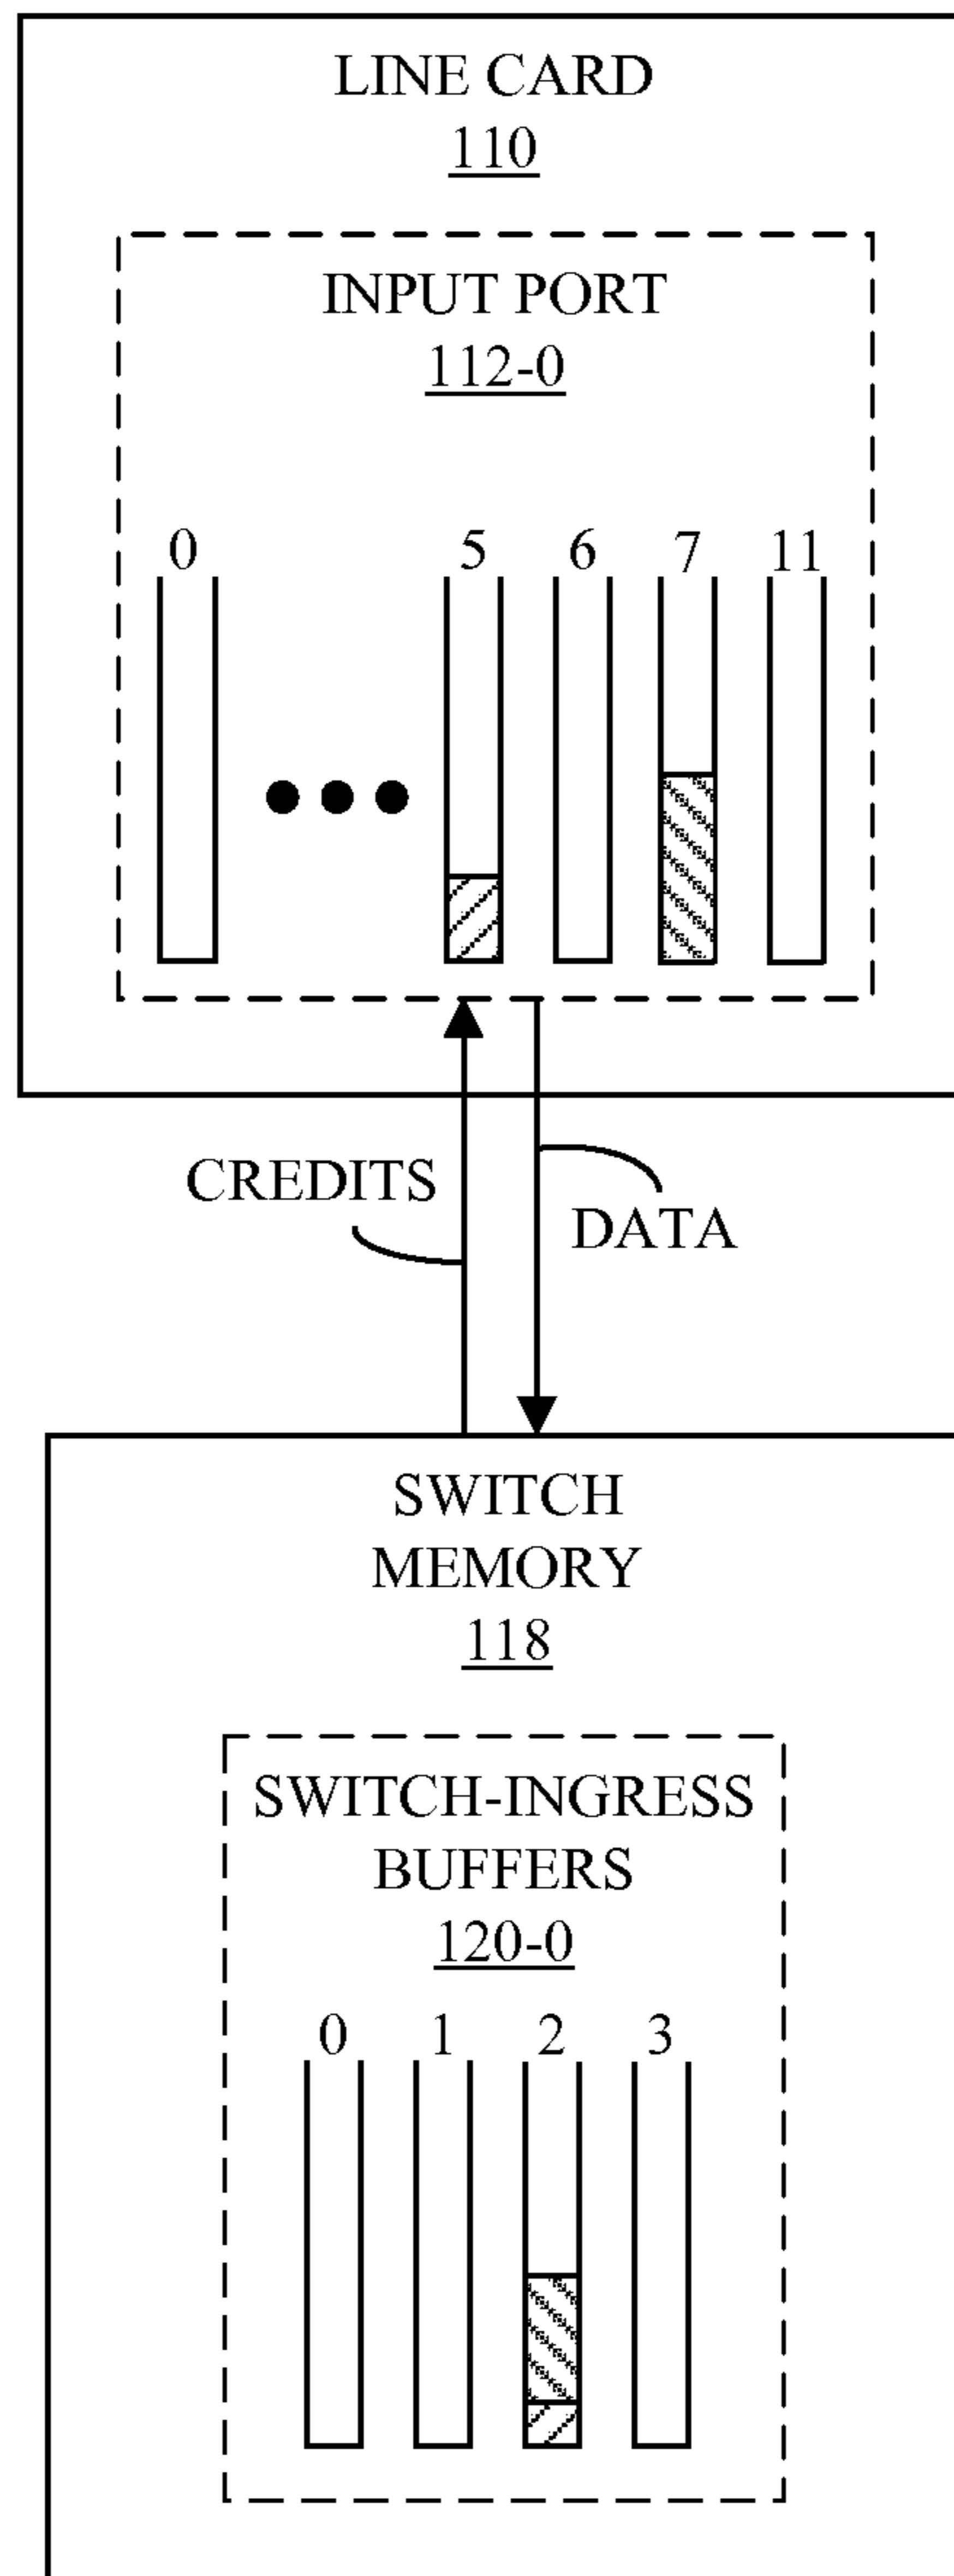 LINE CARD
110
INPUT PORT
112-0
0 5 6 7 11
CREDITS
DATA
SWITCH
MEMORY
118
SWITCH-INGRESS
BUFFERS
120-0
0 1 2 3